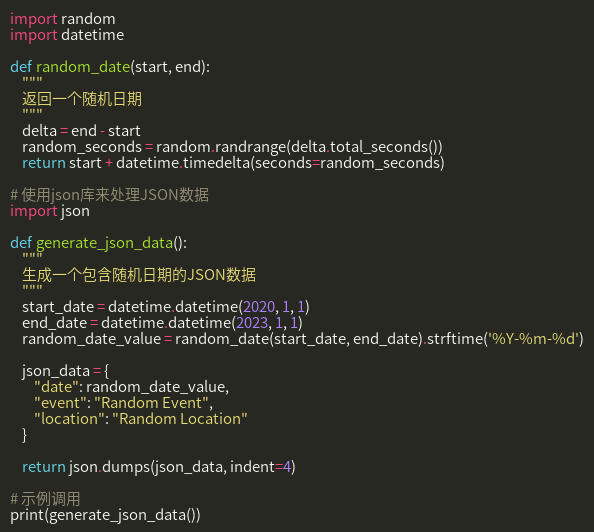 import random
import datetime

def random_date(start, end):
    """
    返回一个随机日期
    """
    delta = end - start
    random_seconds = random.randrange(delta.total_seconds())
    return start + datetime.timedelta(seconds=random_seconds)

# 使用json库来处理JSON数据
import json

def generate_json_data():
    """
    生成一个包含随机日期的JSON数据
    """
    start_date = datetime.datetime(2020, 1, 1)
    end_date = datetime.datetime(2023, 1, 1)
    random_date_value = random_date(start_date, end_date).strftime('%Y-%m-%d')

    json_data = {
        "date": random_date_value,
        "event": "Random Event",
        "location": "Random Location"
    }

    return json.dumps(json_data, indent=4)

# 示例调用
print(generate_json_data())